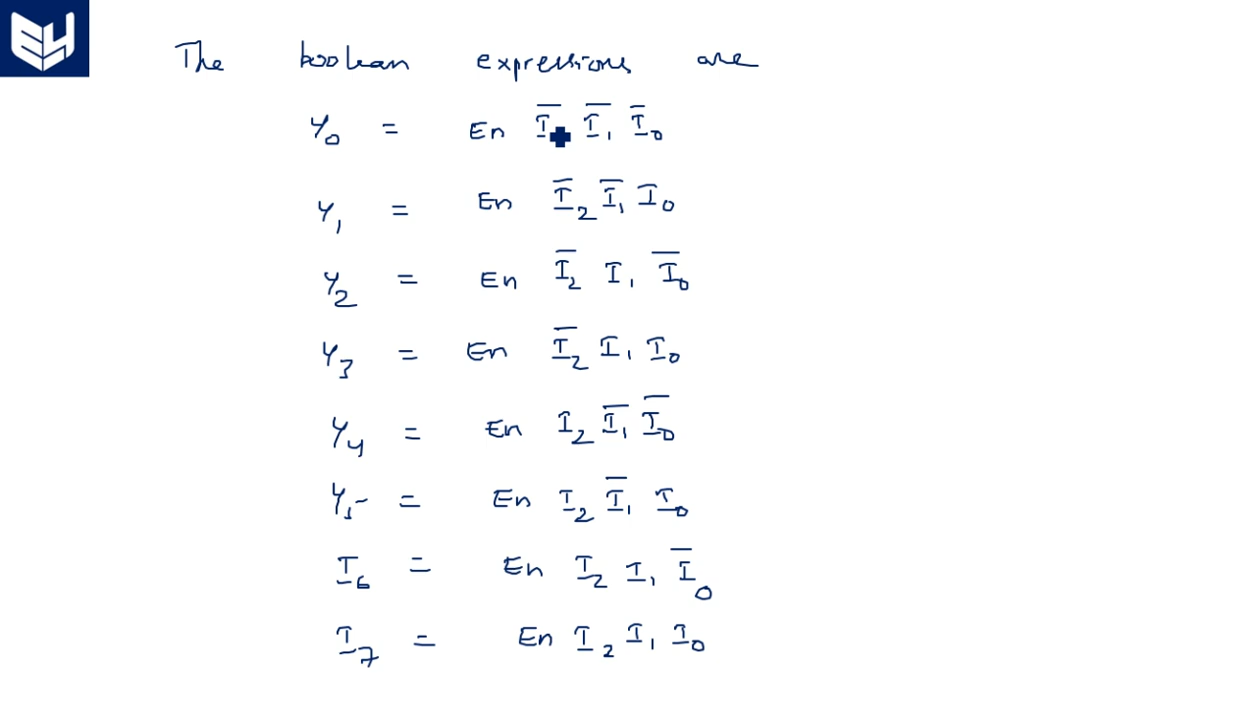 The boolean expressions are
Y₀ = En I̅ I̅₁ I̅₀
Y₁ = En I̅₂ I̅₁ I₀
Y₂ = En I̅₂ I₁ I̅₀
Y₃ = En I̅₂ I₁ I₀
Y₄ = En I₂ I̅₁ I̅₀
Y₅ = En I₂ I̅₁ I₀
I₆ = En I₂ I₁ I̅₀
I₇ = En I₂ I₁ I₀